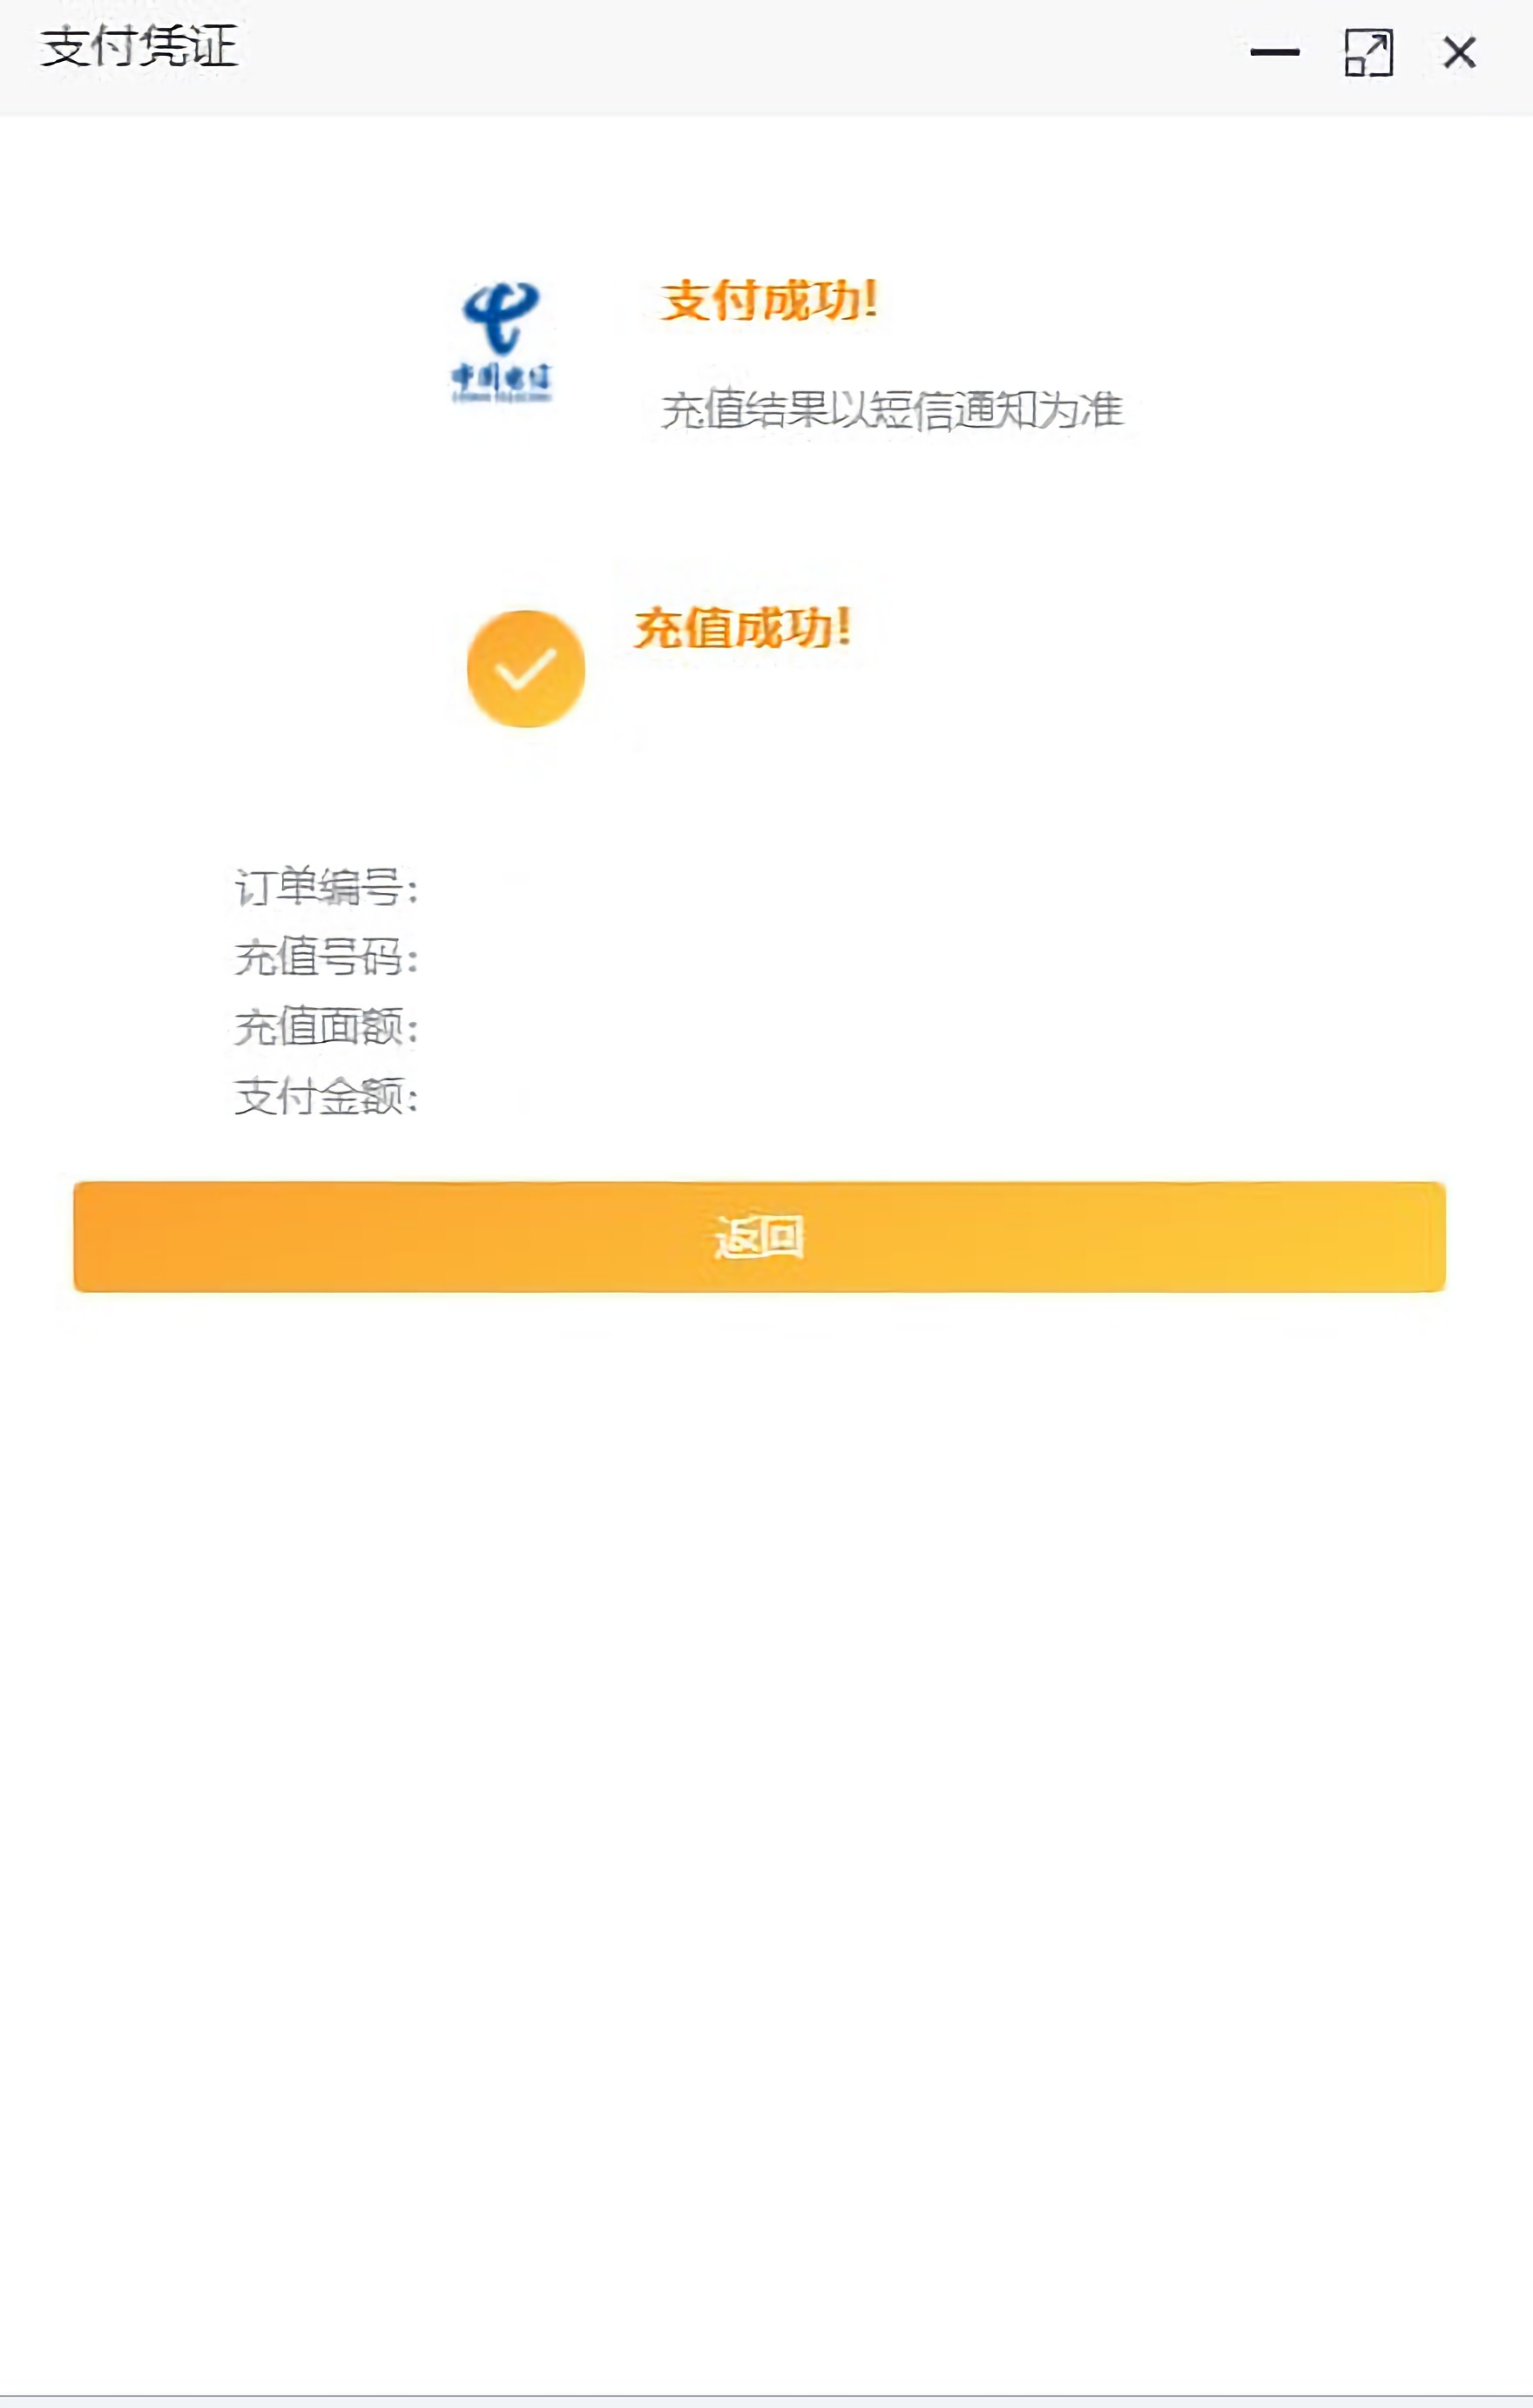 支付凭证
支付成功!
中国电信
充值结果以短信通知为准
充值成功!
订单编号:
充值号码:
充值面额:
支付金额:
返回